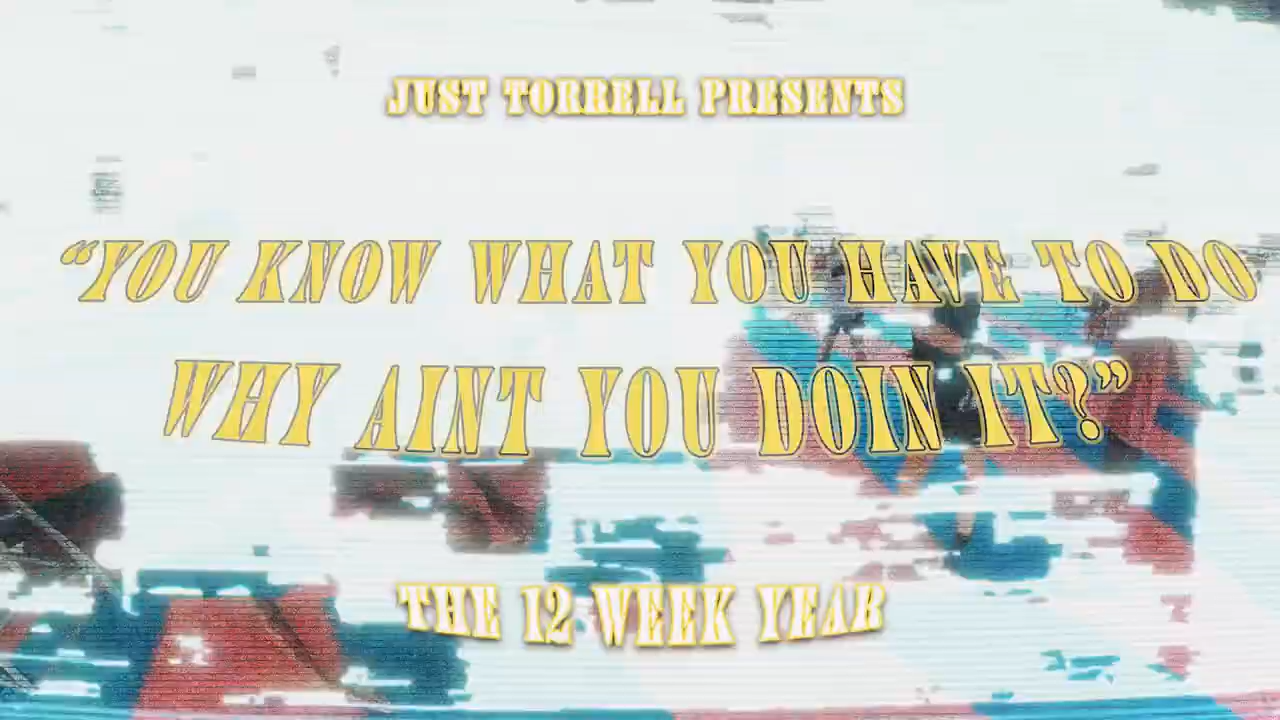 JUST TORRELL PRESENTS
“YOU KNOW WHAT YOU HAVE TO DO
WHY AINT YOU DOIN IT?”
THE 12 WEEK YEAR